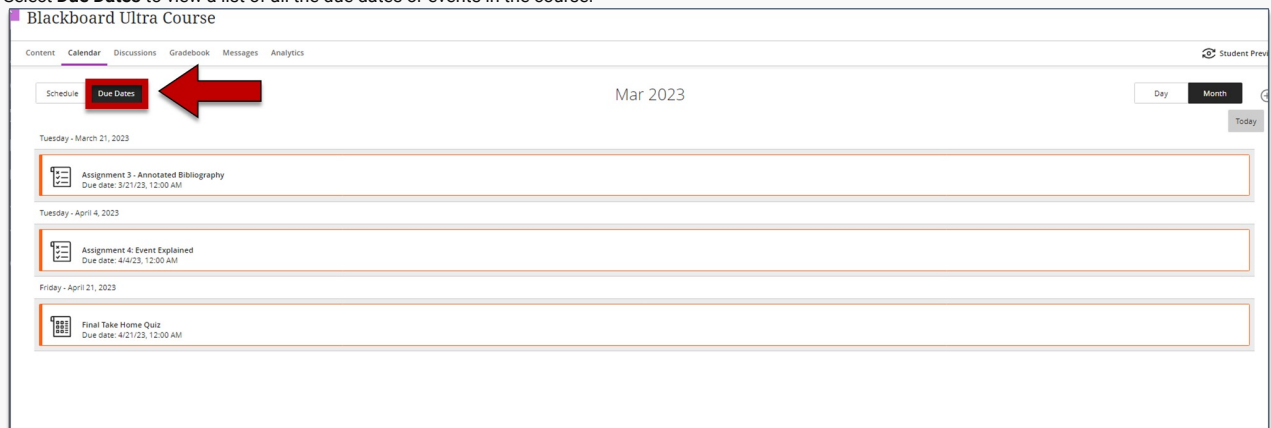 Select Due Dates to view a list of all the due dates or events in the course.
Blackboard Ultra Course
Content Calendar Discussions Gradebook Messages Analytics
Student Previ
Schedule Due Dates
Mar 2023
Day Month
Today
Tuesday - March 21, 2023
Assignment 3 - Annotated Bibliography
Due date: 3/21/23, 12:00 AM
Tuesday - April 4, 2023
Assignment 4: Event Explained
Due date: 4/4/23, 12:00 AM
Friday - April 21, 2023
Final Take Home Quiz
Due date: 4/21/23, 12:00 AM